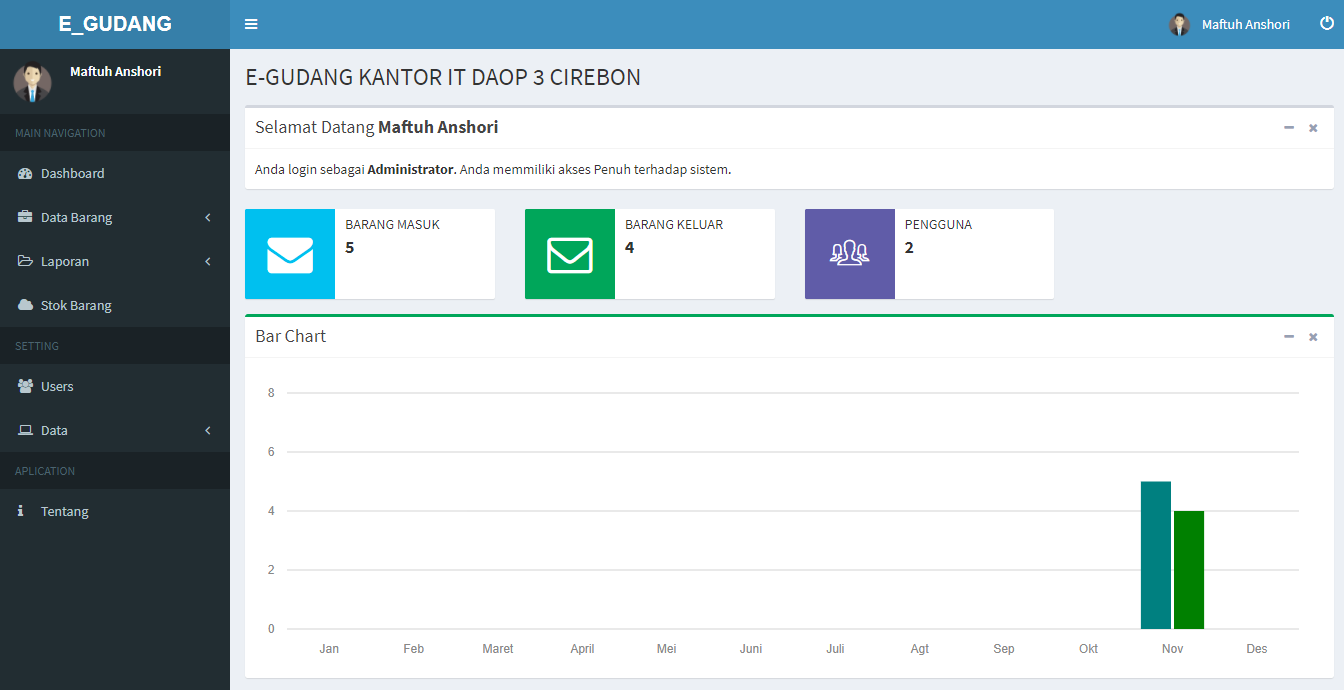 E_GUDANG
Maftuh Anshori
Maftuh Anshori
MAIN NAVIGATION
Dashboard
Data Barang
Laporan
Stok Barang
SETTING
Users
Data
APLICATION
Tentang
E-GUDANG KANTOR IT DAOP 3 CIREBON
Selamat Datang Maftuh Anshori
Anda login sebagai Administrator. Anda memmiliki akses Penuh terhadap sistem.
BARANG MASUK
5
BARANG KELUAR
4
PENGGUNA
2
Bar Chart
8
6
4
2
0
Jan Feb Maret April Mei Juni Juli Agt Sep Okt Nov Des